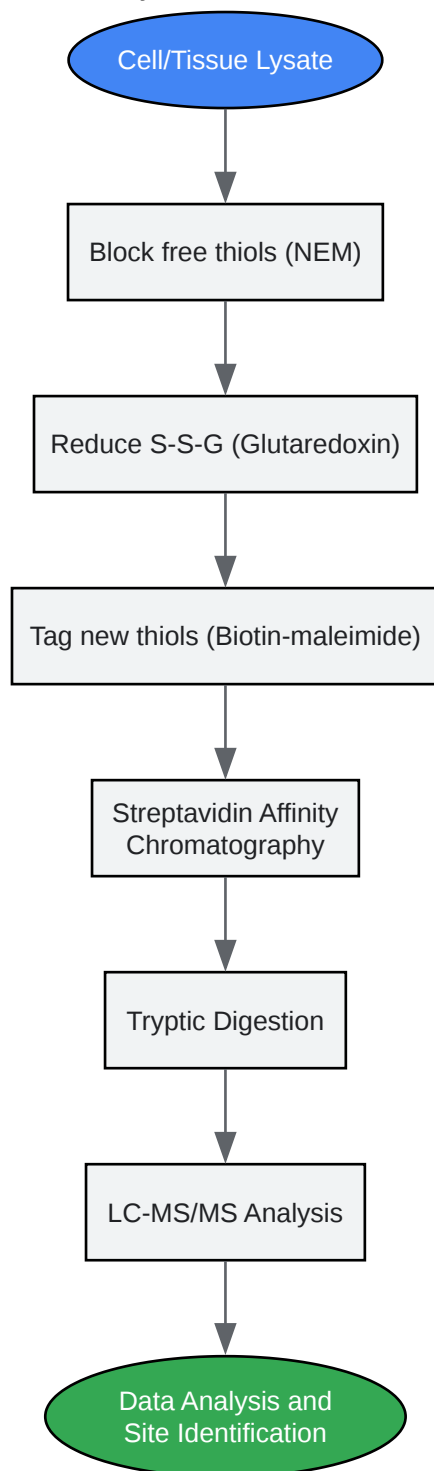 Cell/Tissue Lysate
Block free thiols (NEM)
Reduce S-S-G (Glutaredoxin)
Tag new thiols (Biotin-maleimide)
Streptavidin Affinity
Chromatography
Tryptic Digestion
LC-MS/MS Analysis
Data Analysis and
Site Identification